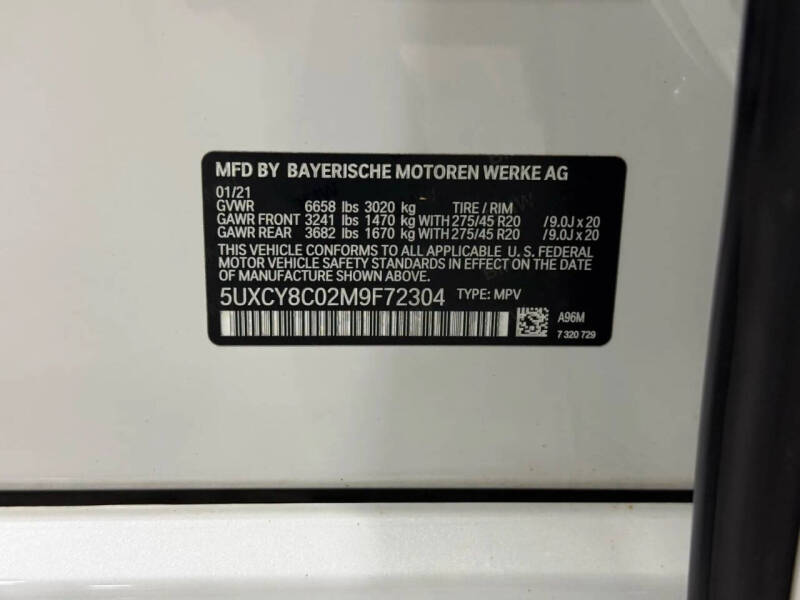 MFD BY BAYERISCHE MOTOREN WERKE AG
01/21
GVWR 6658 lbs 3020 kg TIRE / RIM
GAWR FRONT 3241 lbs 1470 kg WITH 275/45 R20 /9.0J x 20
GAWR REAR 3682 lbs 1670 kg WITH 275/45 R20 /9.0J x 20
THIS VEHICLE CONFORMS TO ALL APPLICABLE U. S. FEDERAL
MOTOR VEHICLE SAFETY STANDARDS IN EFFECT ON THE DATE
OF MANUFACTURE SHOWN ABOVE.
5UXCY8C02M9F72304 TYPE: MPV
A96M
7 320 729